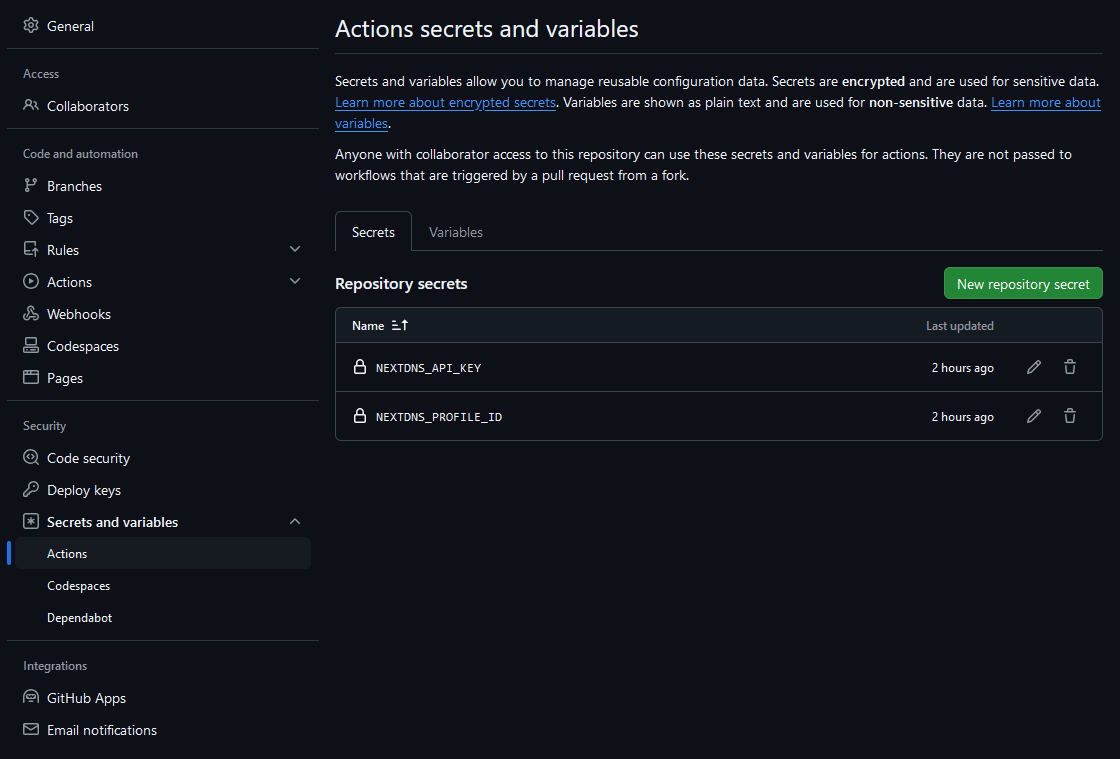 General
Access
Collaborators
Code and automation
Branches
Tags
Rules
Actions
Webhooks
Codespaces
Pages
Security
Code security
Deploy keys
Secrets and variables
Actions
Codespaces
Dependabot
Integrations
GitHub Apps
Email notifications
Actions secrets and variables
Secrets and variables allow you to manage reusable configuration data. Secrets are encrypted and are used for sensitive data.
Learn more about encrypted secrets. Variables are shown as plain text and are used for non-sensitive data. Learn more about
variables.
Anyone with collaborator access to this repository can use these secrets and variables for actions. They are not passed to
workflows that are triggered by a pull request from a fork.
Secrets Variables
Repository secrets New repository secret
Name Last updated
NEXTDNS_API_KEY 2 hours ago
NEXTDNS_PROFILE_ID 2 hours ago